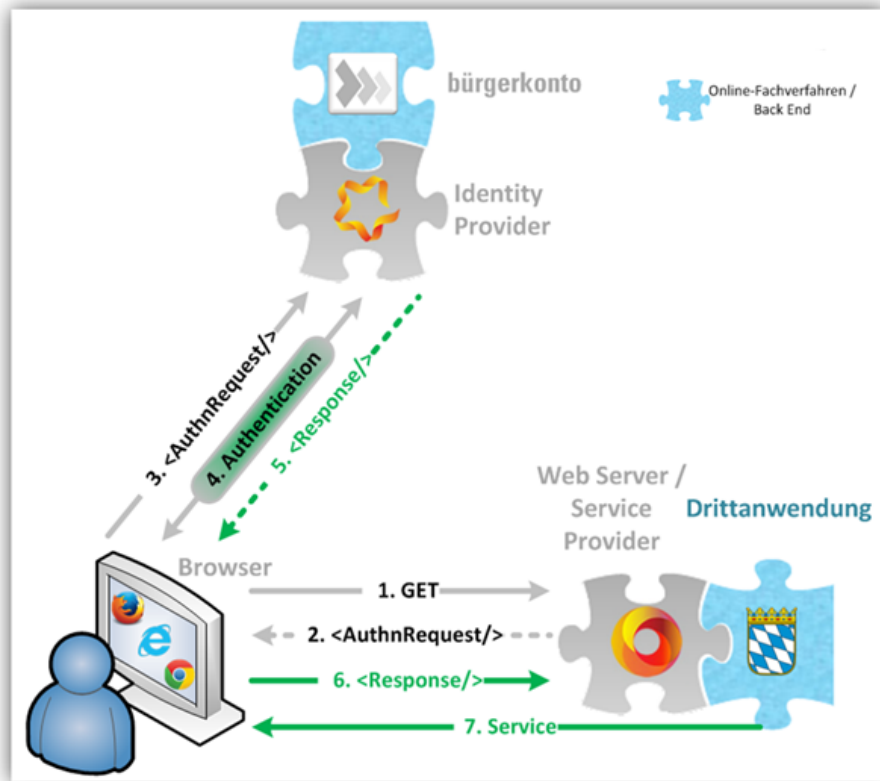 bürgerkonto
Online-Fachverfahren /
Back End
Identity
Provider
3. <AuthnRequest/>
4. Authentication
5. <Response/>
Web Server /
Service
Provider
Drittanwendung
Browser
1. GET
2. <AuthnRequest/>
6. <Response/>
7. Service